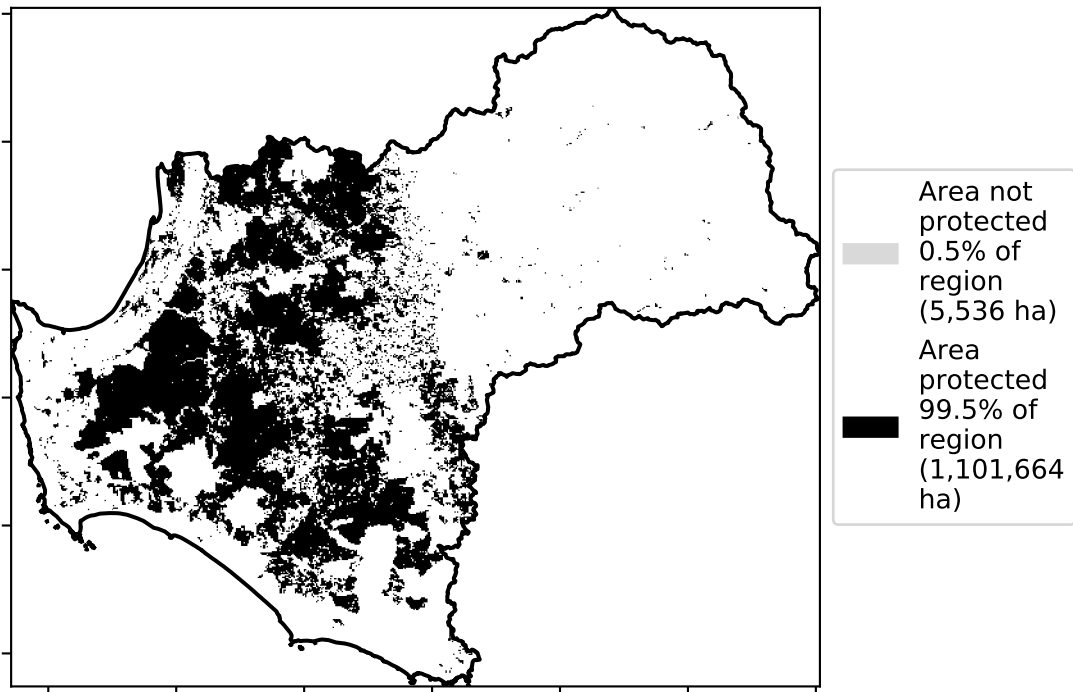 Area not
protected
0.5% of
region
(5,536 ha)
Area
protected
99.5% of
region
(1,101,664
ha)